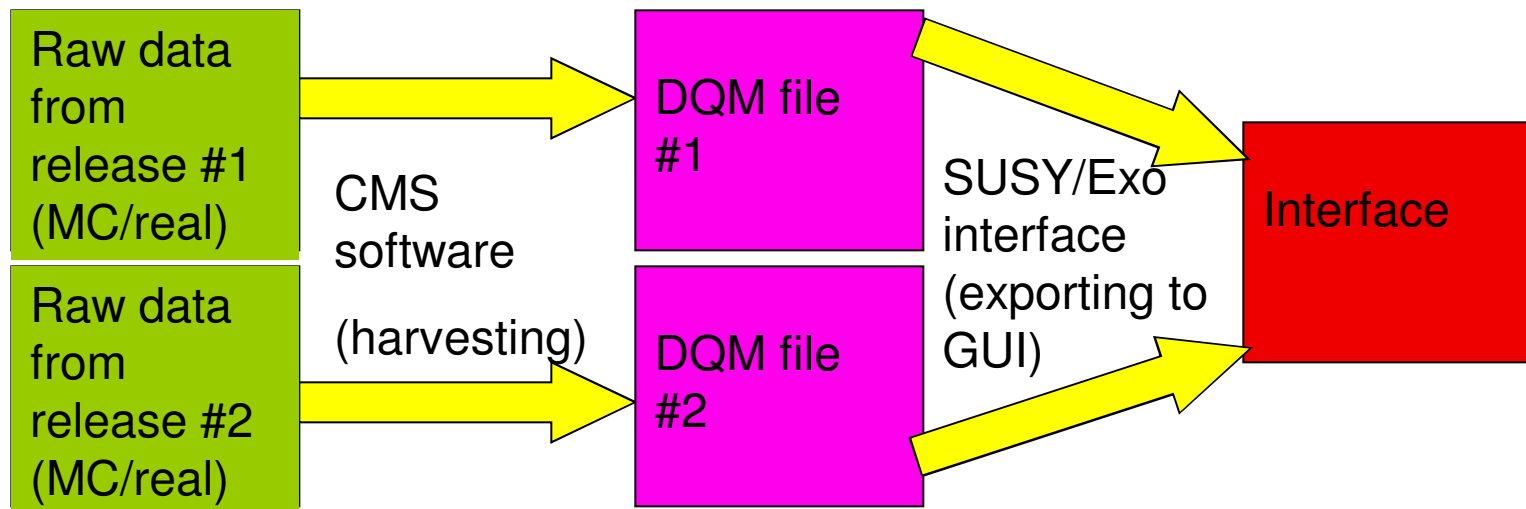 Raw data
from
release #1
(MC/real)
Raw data
from
release #2
(MC/real)
CMS
software
(harvesting)
DQM file
#1
DQM file
#2
SUSY/Exo
interface
(exporting to
GUI)
Interface